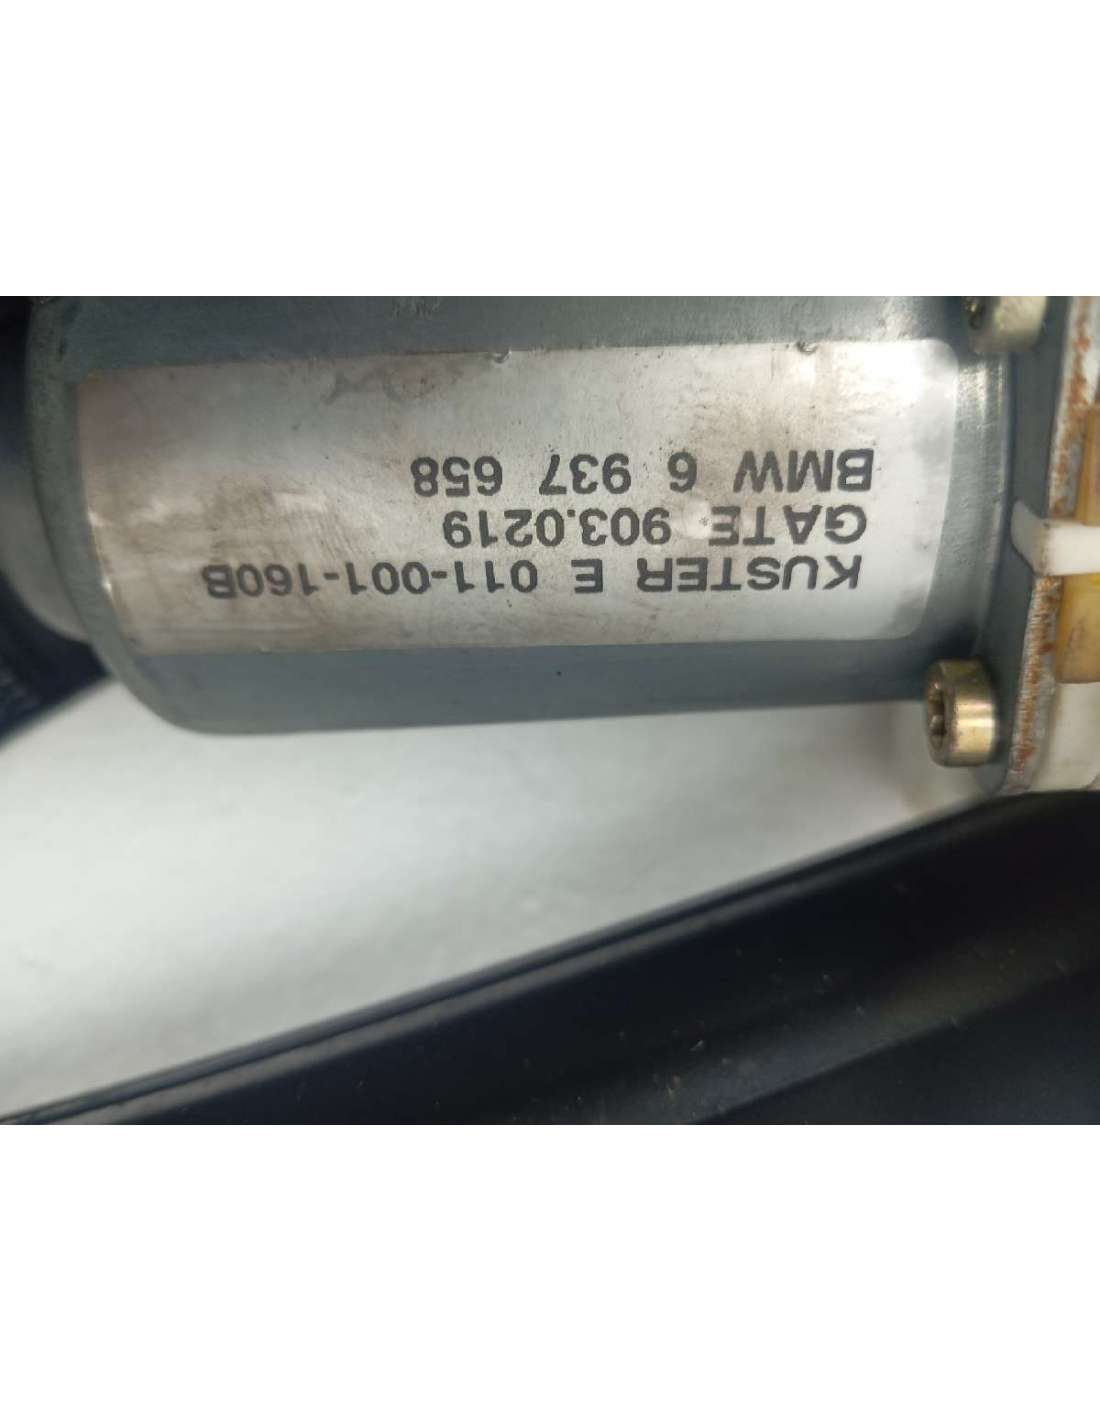 KUSTER E 011-001-160B
GATE 903.0219
BMW 6 937 658